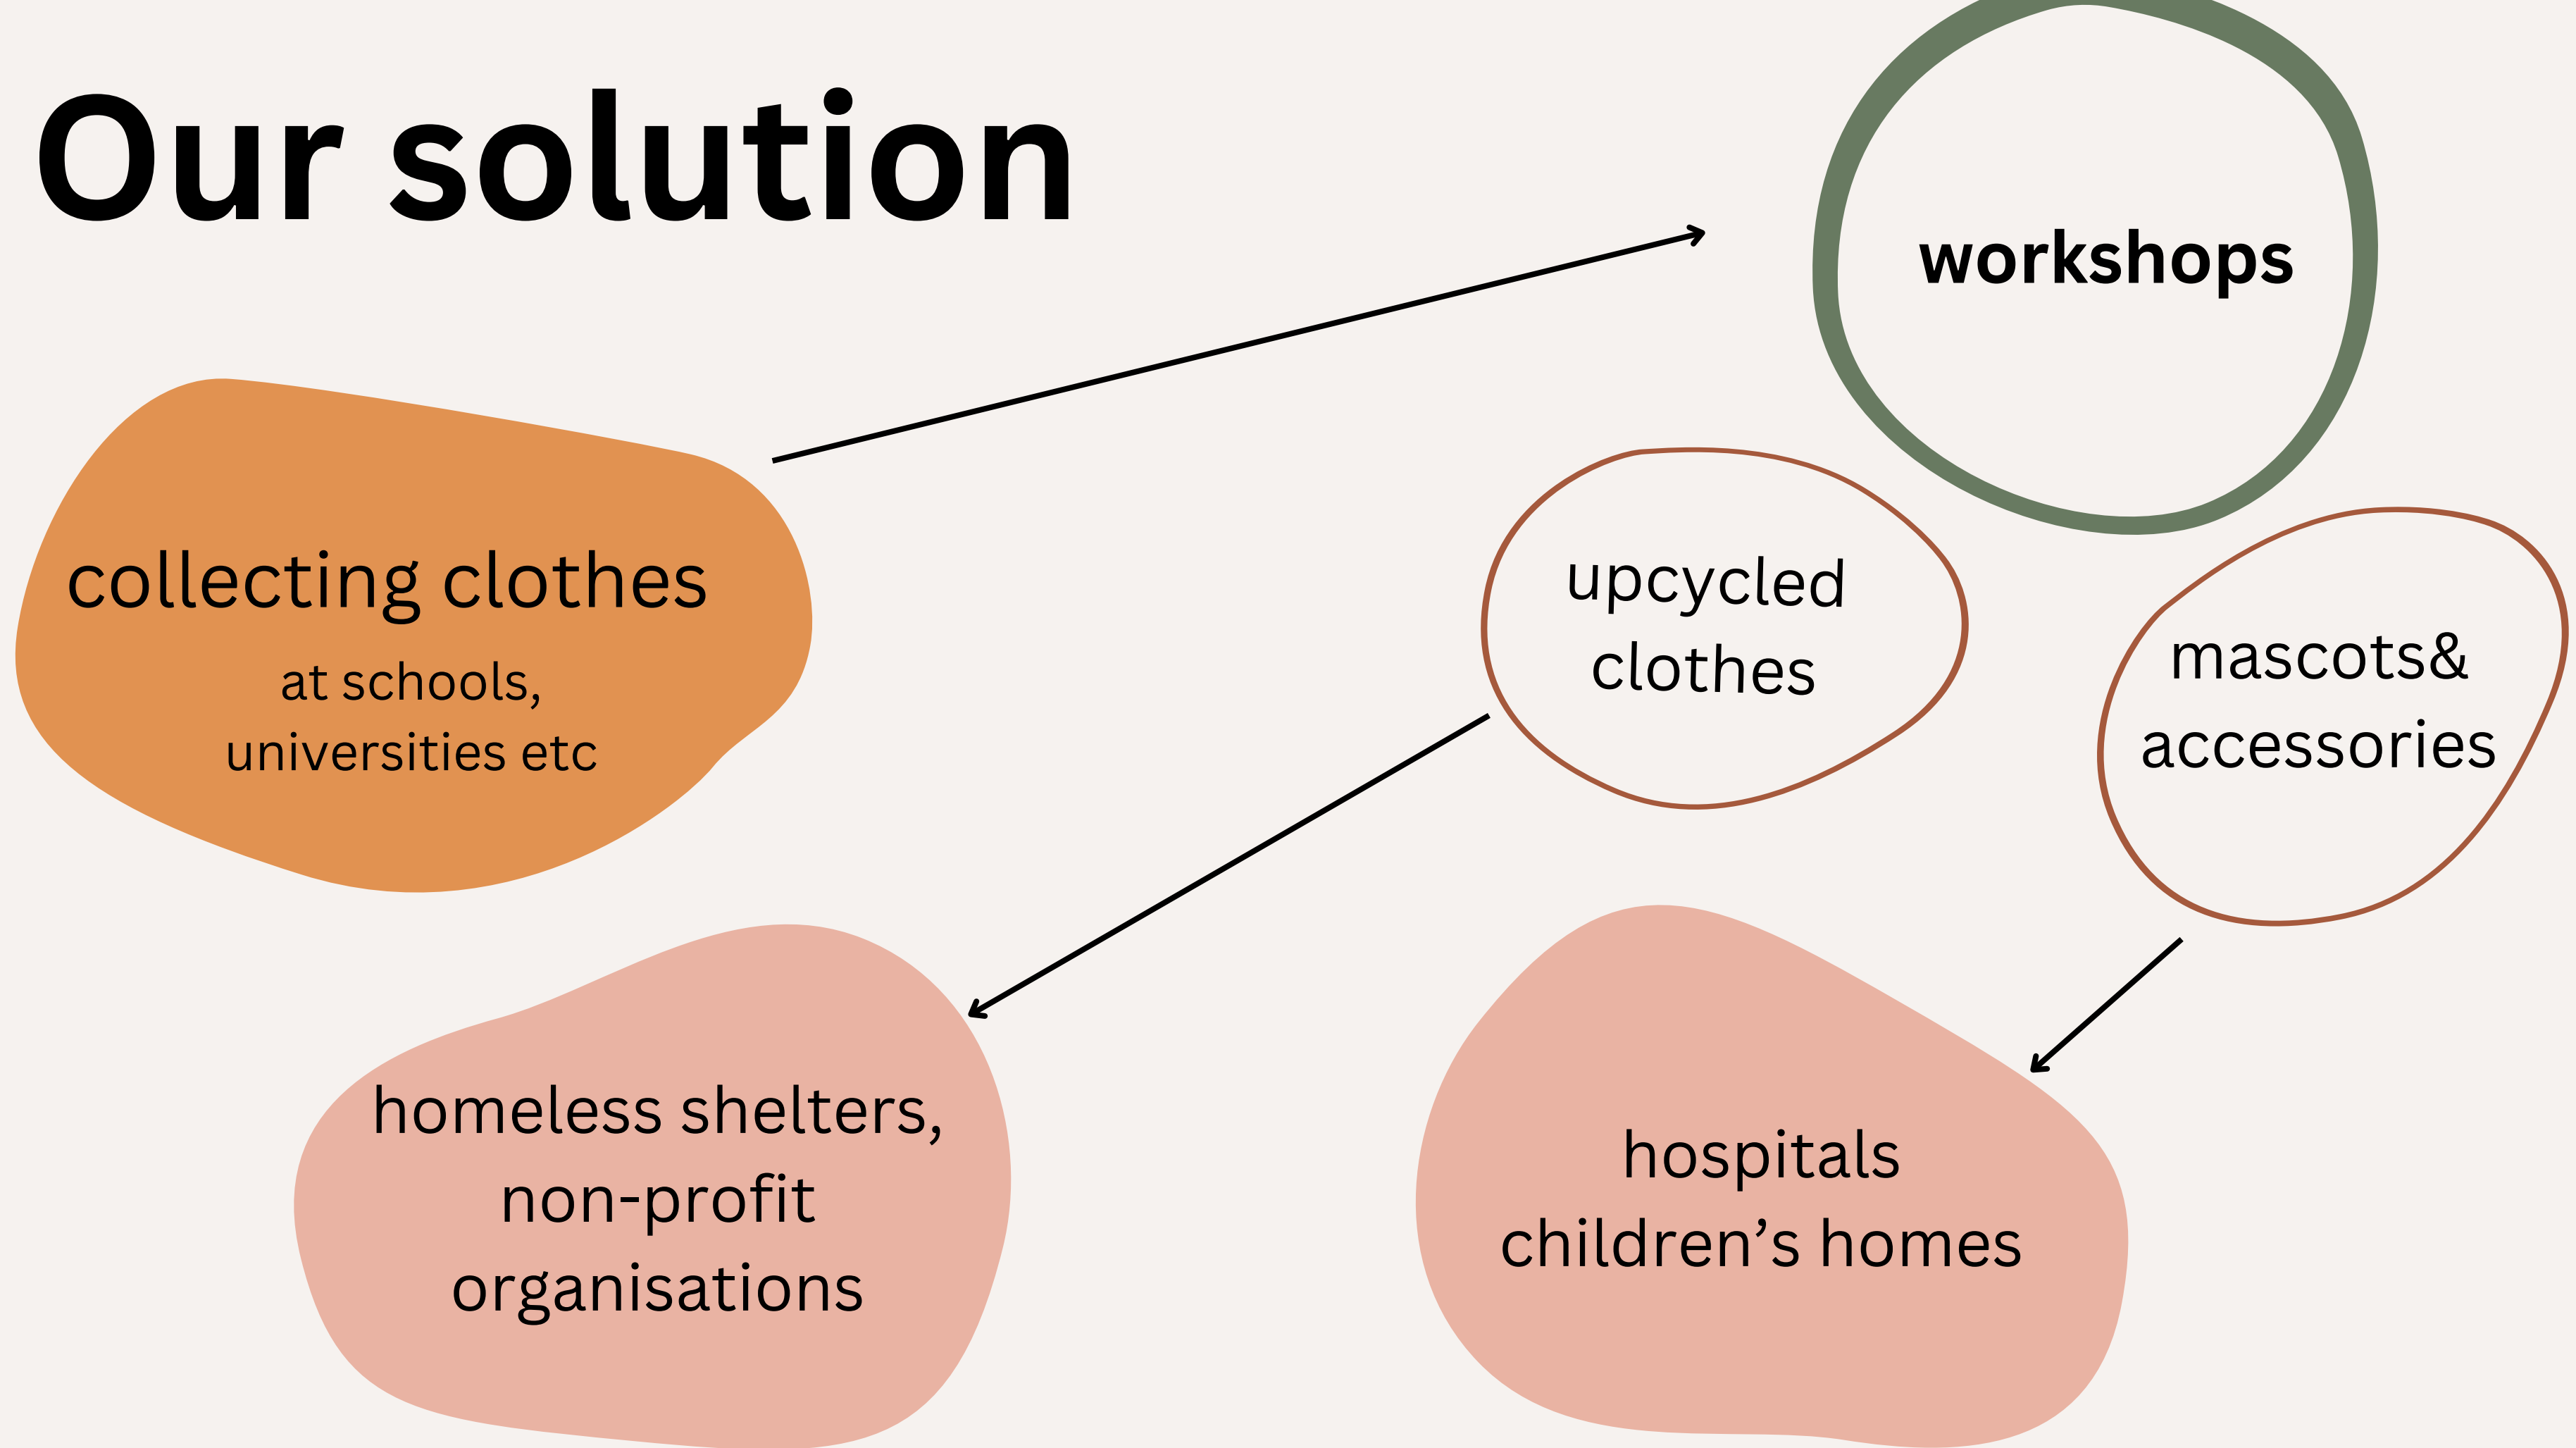 Our solution
workshops
collecting clothes
at schools,
universities etc
upcycled
clothes
mascots&
accessories
homeless shelters,
non-profit
organisations
hospitals
children’s homes